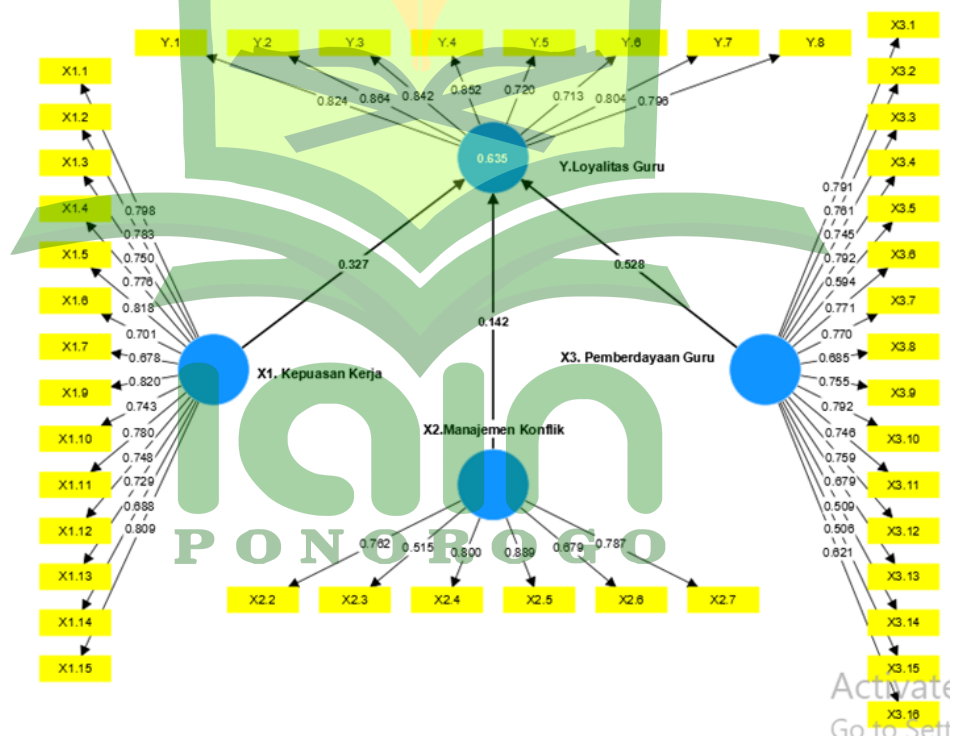 X3.1
Y.1 Y.2 Y.3 Y.4 Y.5 Y.6 Y.7 Y.8
X1.1
X1.2
X1.3
X1.4
X1.5
X1.6
X1.7
X1.9
X1.10
X1.11
X1.12
X1.13
X1.14
X1.15
0.798
0.783
0.750
0.776
0.818
0.701
0.678
0.820
0.743
0.780
0.748
0.729
0.688
0.809
X1. Kepuasan Kerja
0.824 0.864 0.842 0.852 0.720 0.713 0.804 0.796
0.635
Y.Loyalitas Guru
0.327
0.142
0.528
X2.Manajemen Konflik
0.762 0.515 0.800 0.889 0.679 0.787
X2.2 X2.3 X2.4 X2.5 X2.6 X2.7
X3. Pemberdayaan Guru
0.791
0.761
0.745
0.792
0.594
0.771
0.770
0.685
0.755
0.792
0.746
0.759
0.679
0.509
0.506
0.621
X3.2
X3.3
X3.4
X3.5
X3.6
X3.7
X3.8
X3.9
X3.10
X3.11
X3.12
X3.13
X3.14
X3.15
X3.16
iain
PONOROGO
Activate
Go to Sett